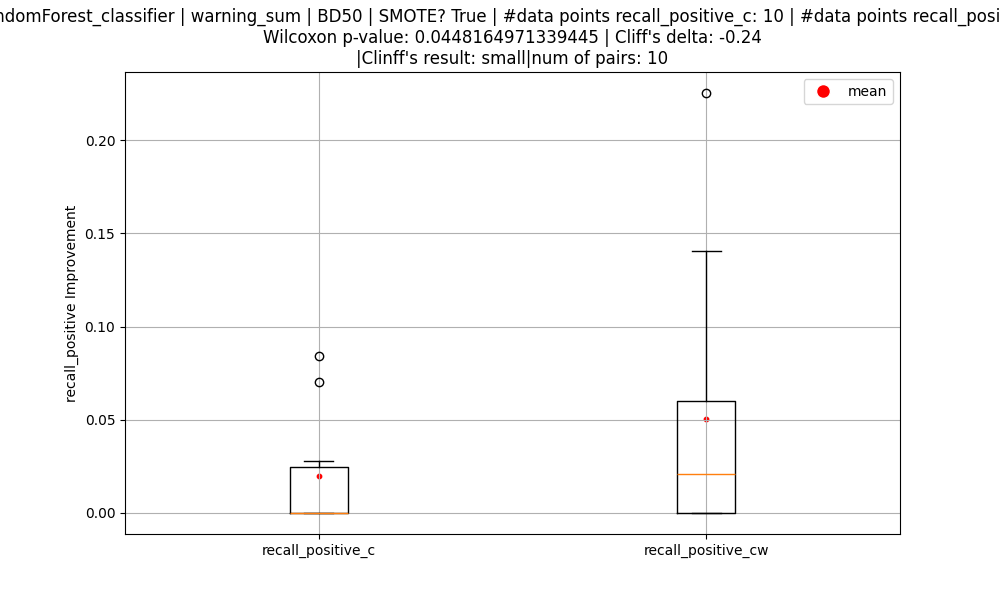 ndomForest_classifier | warning_sum | BD50 | SMOTE? True | #data points recall_positive_c: 10 | #data points recall_posi
Wilcoxon p-value: 0.0448164971339445 | Cliff's delta: -0.24
|Clinff's result: small|num of pairs: 10
mean
0.20
0.15
0.10
0.05
0.00
recall_positive Improvement
recall_positive_c
recall_positive_cw